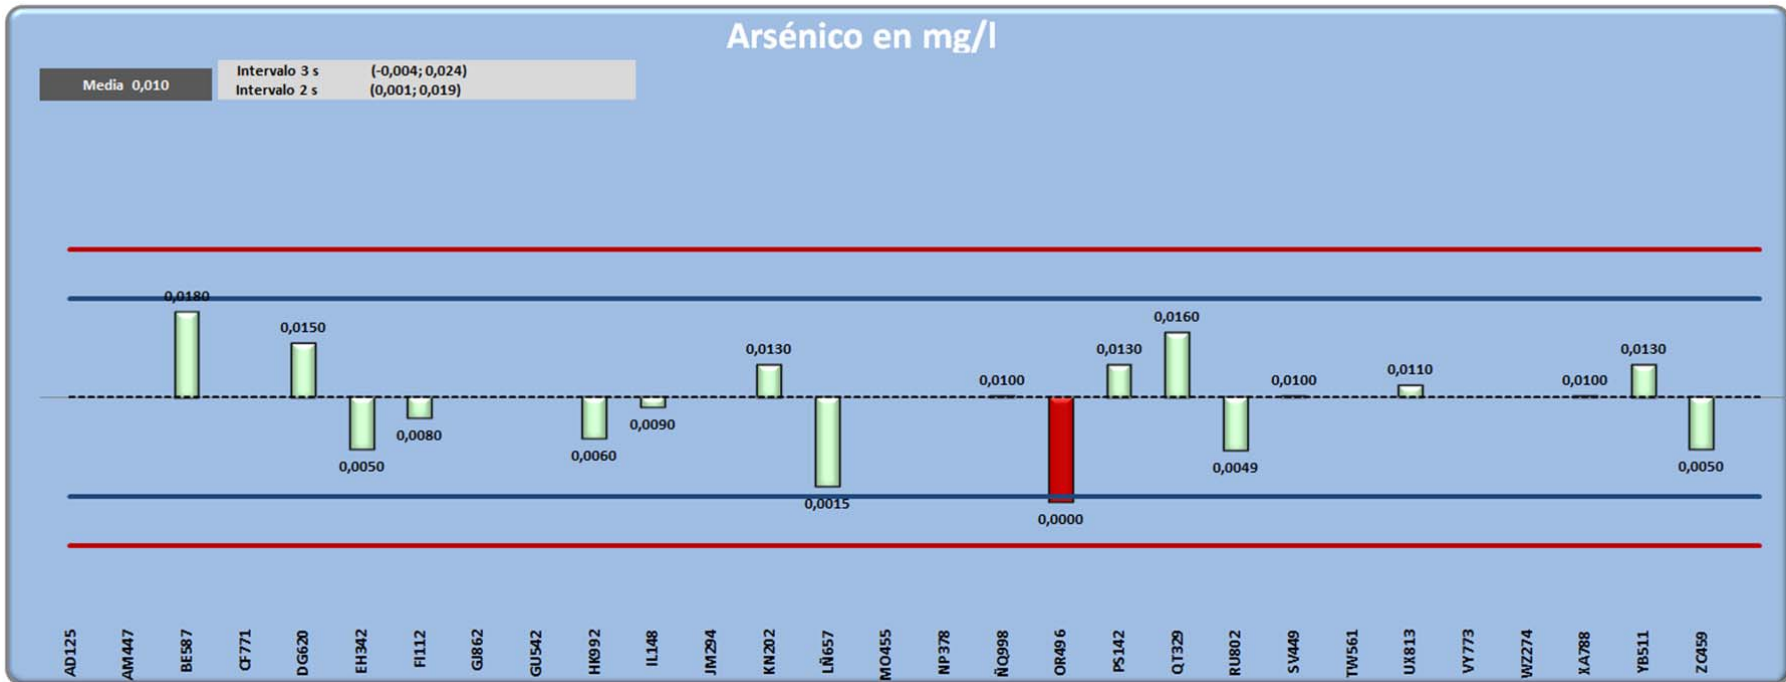 Arsénico en mg/l
Media 0,010
Intervalo 3 s (-0,004; 0,024)
Intervalo 2 s (0,001; 0,019)
0,0180
0,0150
0,0050
0,0080
0,0060
0,0090
0,0130
0,0015
0,0100
0,0000
0,0130
0,0160
0,0049
0,0100
0,0110
0,0100
0,0130
0,0050
AD125
AM447
BE587
CF771
DG620
EH342
FI112
GJ862
GU542
HK992
IL148
JM294
KN202
LÑ657
MO455
NP378
ÑQ998
OR496
PS142
QT329
RU802
SV449
TW561
UX813
VY773
WZ274
XA788
YB511
ZC459